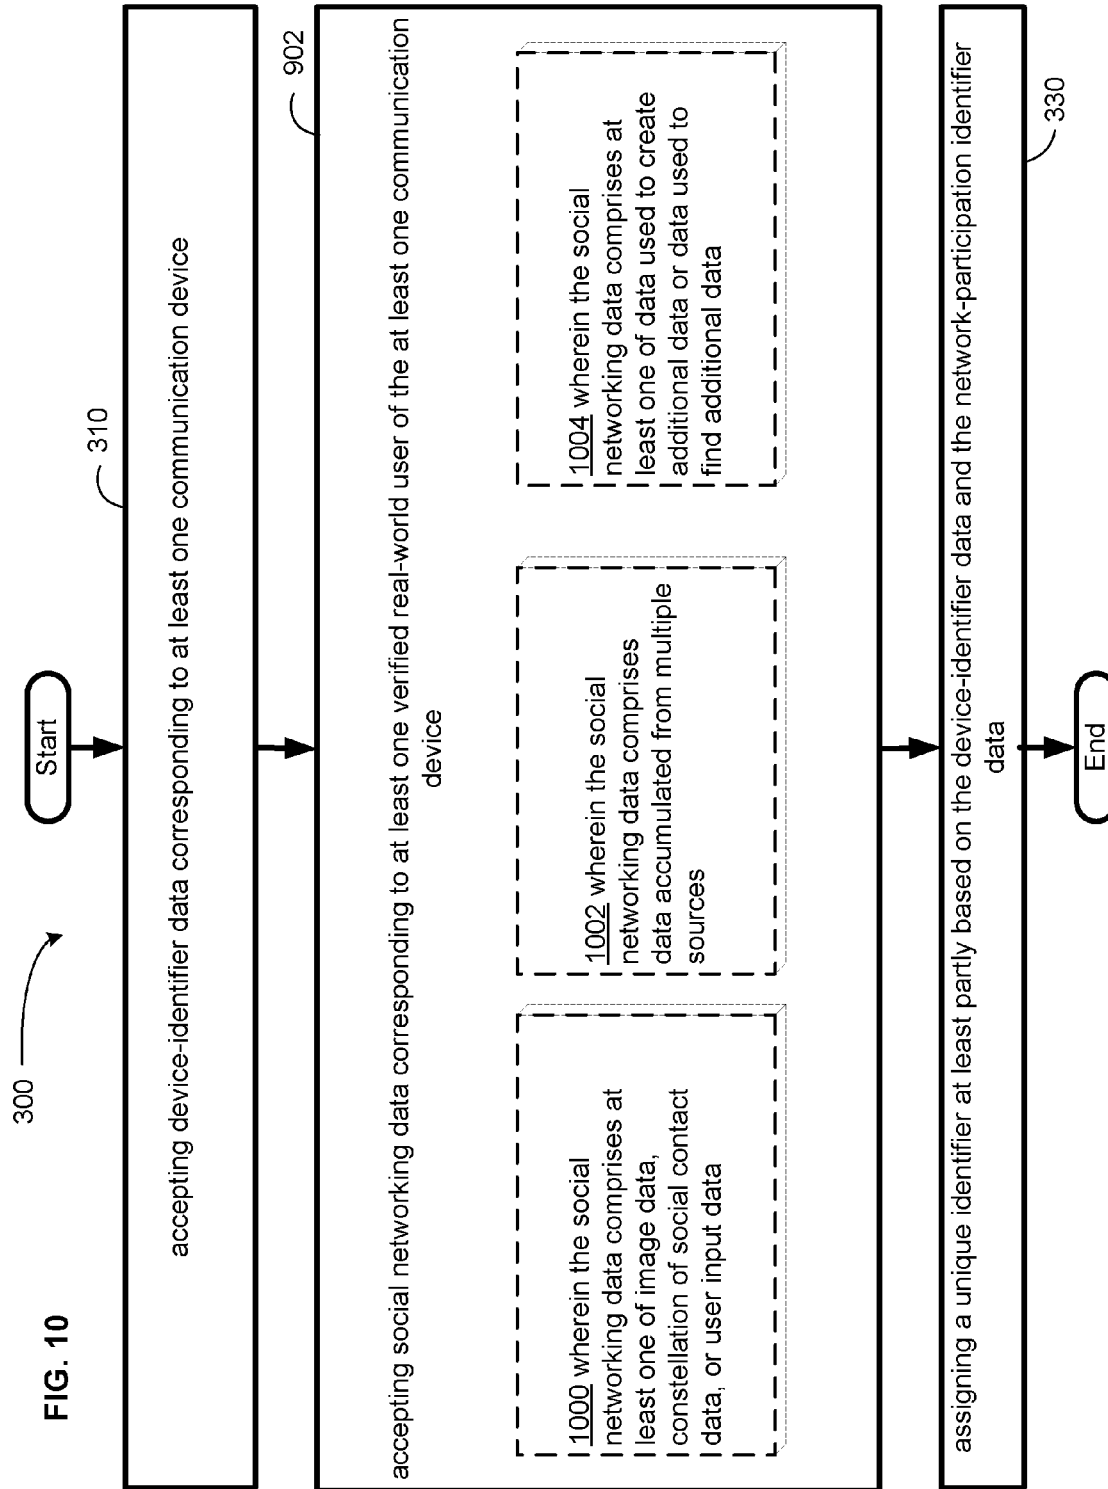 FIG. 10
300
Start
310
accepting device-identifier data corresponding to at least one communication device
902
accepting social networking data corresponding to at least one verified real-world user of the at least one communication
device
1000 wherein the social
networking data comprises at
least one of image data,
constellation of social contact
data, or user input data
1002 wherein the social
networking data comprises
data accumulated from multiple
sources
1004 wherein the social
networking data comprises at
least one of data used to create
additional data or data used to
find additional data
330
assigning a unique identifier at least partly based on the device-identifier data and the network-participation identifier
data
End